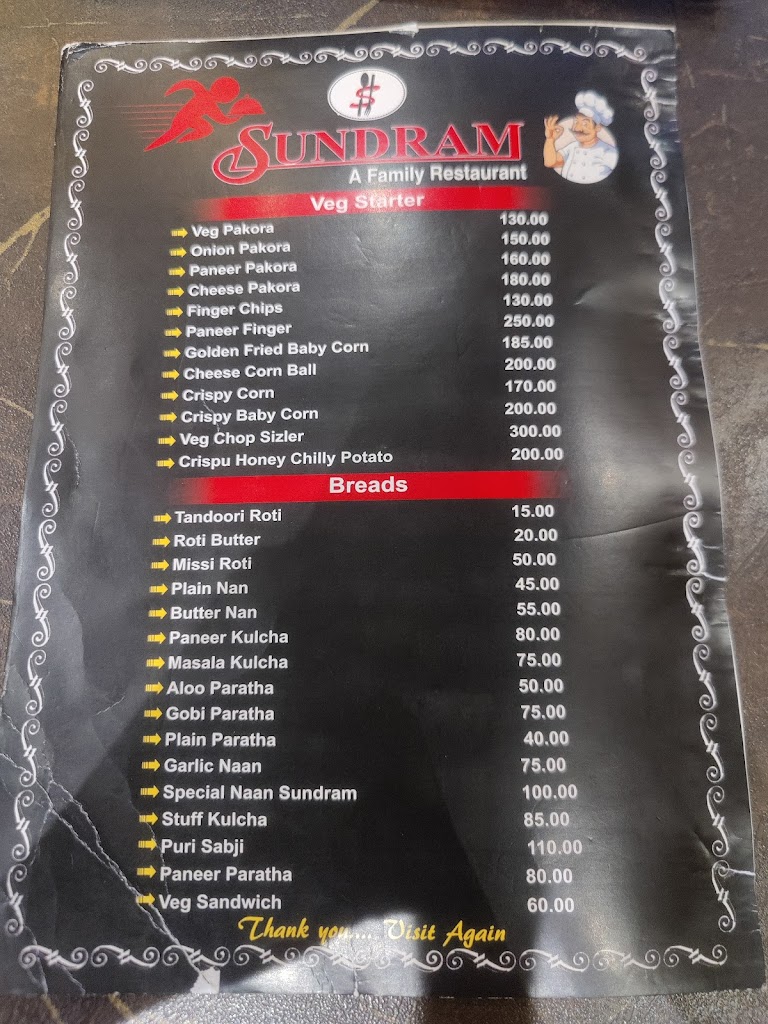 $
SUNDRAM
A Family Restaurant
Veg Starter
Veg Pakora 130.00
Onion Pakora 150.00
Paneer Pakora 160.00
Cheese Pakora 180.00
Finger Chips 130.00
Paneer Finger 250.00
Golden Fried Baby Corn 185.00
Cheese Corn Ball 200.00
Crispy Corn 170.00
Crispy Baby Corn 200.00
Veg Chop Sizler 300.00
Crispu Honey Chilly Potato 200.00
Breads
Tandoori Roti 15.00
Roti Butter 20.00
Missi Roti 50.00
Plain Nan 45.00
Butter Nan 55.00
Paneer Kulcha 80.00
Masala Kulcha 75.00
Aloo Paratha 50.00
Gobi Paratha 75.00
Plain Paratha 40.00
Garlic Naan 75.00
Special Naan Sundram 100.00
Stuff Kulcha 85.00
Puri Sabji 110.00
Paneer Paratha 80.00
Veg Sandwich 60.00
Thank you.... Visit Again